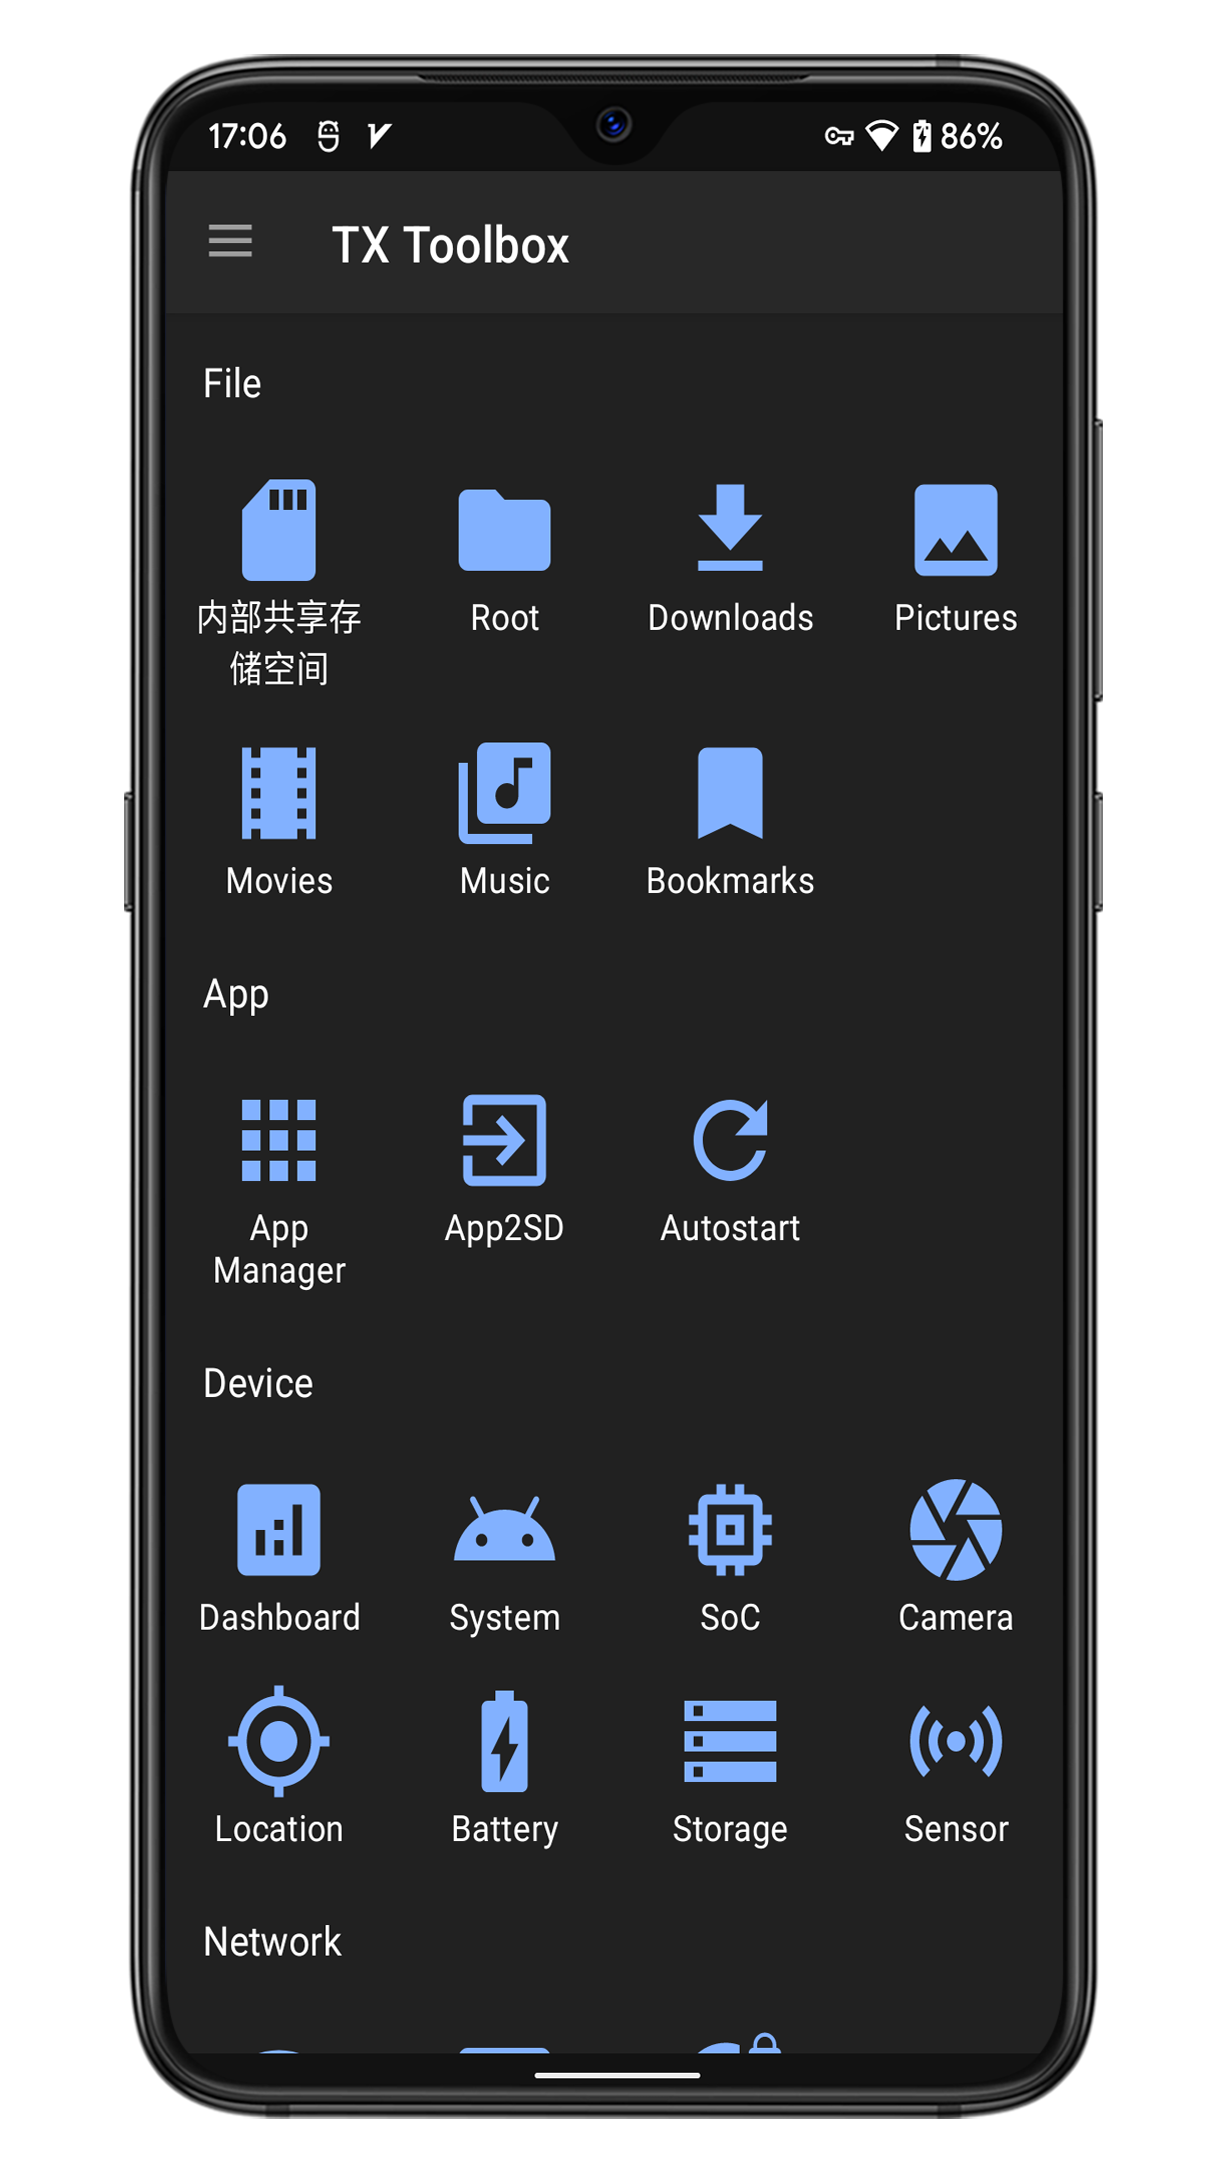 17:06 86%
TX Toolbox
File
内部共享存
储空间
Root
Downloads
Pictures
Movies
Music
Bookmarks
App
App
Manager
App2SD
Autostart
Device
Dashboard
System
SoC
Camera
Location
Battery
Storage
Sensor
Network